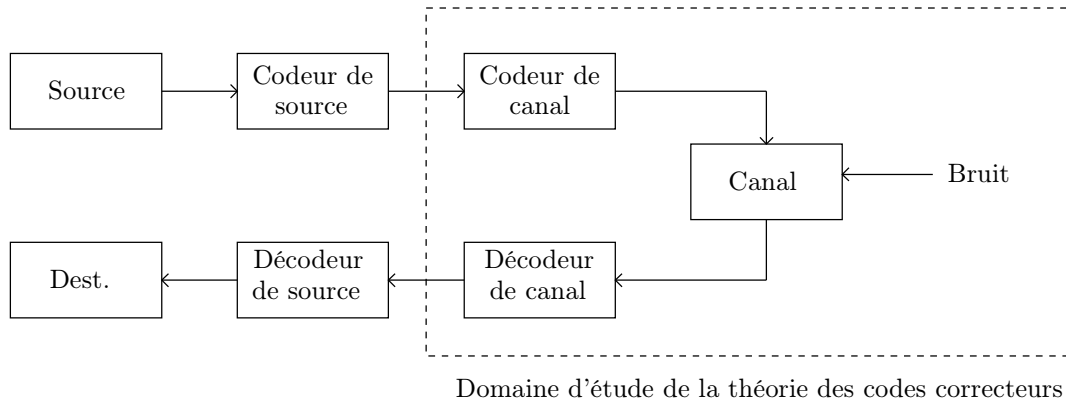 Source
Codeur de
source
Codeur de
canal
Canal
Bruit
Dest.
Décodeur
de source
Décodeur
de canal
Domaine d'étude de la théorie des codes correcteurs